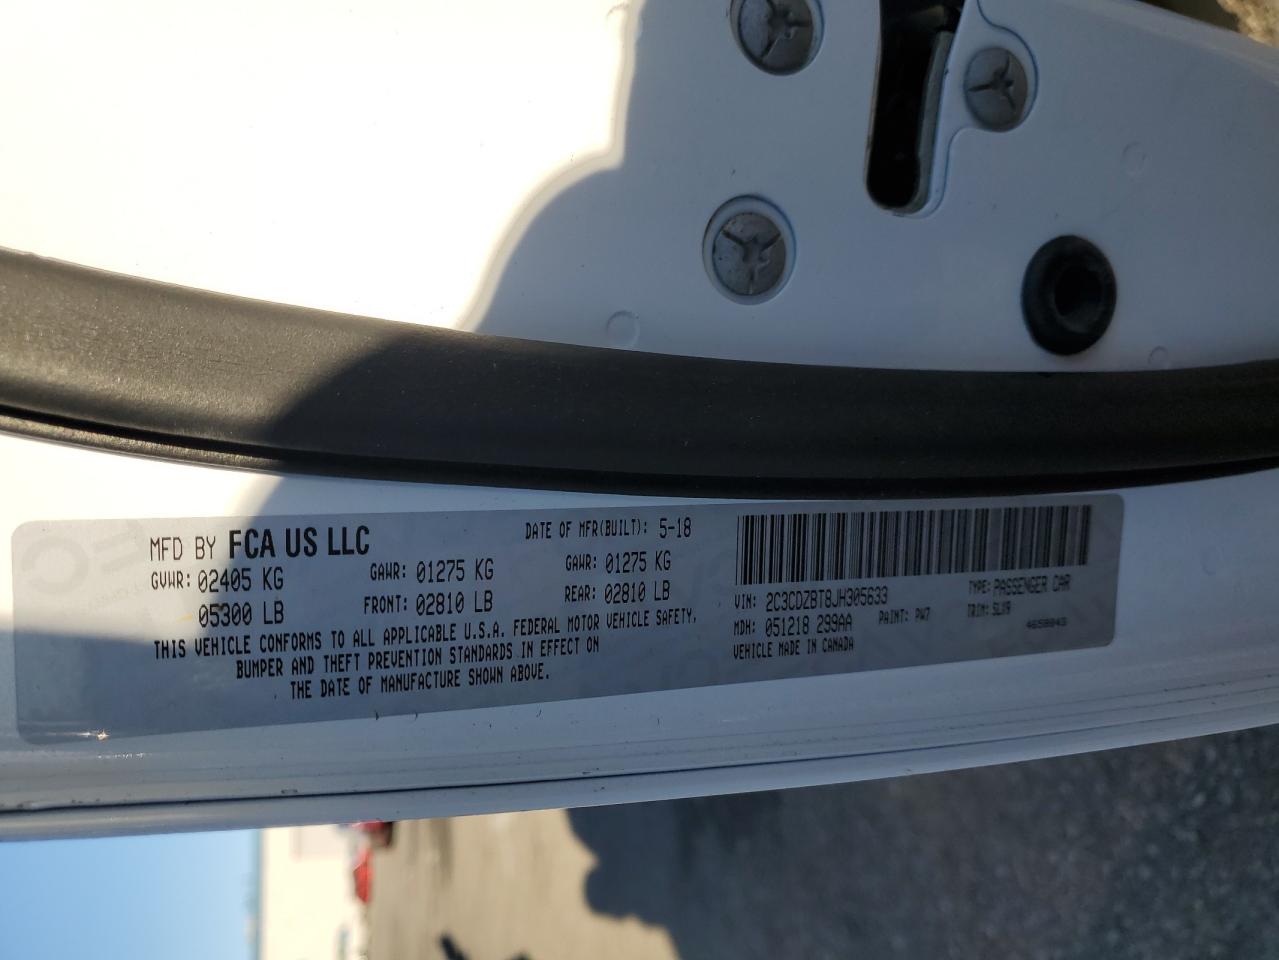 MFD BY FCA US LLC
DATE OF MFR(BUILT): 5-18
GVWR: 02405 KG
GAWR: 01275 KG
GAWR: 01275 KG
05300 LB
FRONT: 02810 LB
REAR: 02810 LB
THIS VEHICLE CONFORMS TO ALL APPLICABLE U.S.A. FEDERAL MOTOR VEHICLE SAFETY,
BUMPER AND THEFT PREVENTION STANDARDS IN EFFECT ON
THE DATE OF MANUFACTURE SHOWN ABOVE.
VIN: 2C3CDZBT8JH305633
TYPE: PASSENGER CAR
MDH: 051218 299AA
PAINT: PW7
TRIM: SLU9
VEHICLE MADE IN CANADA